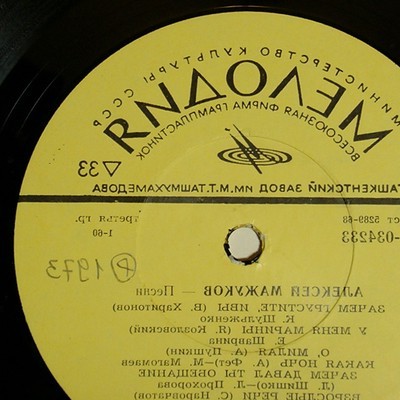 МИНИСТЕРСТВО КУЛЬТУРЫ СССР
МЕЛОДИЯ
ВСЕСОЮЗНАЯ ФИРМА ГРАМПЛАСТИНОК
33
ТАШКЕНТСКИЙ ЗАВОД им. М.Т.ТАШМУХАМЕДОВА
5289-68
третья гр.
1-60
-034233
℗ 1973
АЛЕКСЕЙ МАЖУКОВ — Песни
ЗАЧЕМ ГРУСТИТЕ, ИВЫ (В. Харитонов)
К. Шульженко
У МЕНЯ МАРИНЫ (Я. Козловский)
Е. Шаврина
О, МИЛАЯ (А. Пушкин)
КАКАЯ НОЧЬ (А. Фет)—М. Магомаев
ЗАЧЕМ ДАВАЛ ТЫ ОБЕЩАНИЕ
(Л. Шишко)—Л. Прохорова
ВЗРОСЛЫЕ РЕЧИ (С. Наровчатов)